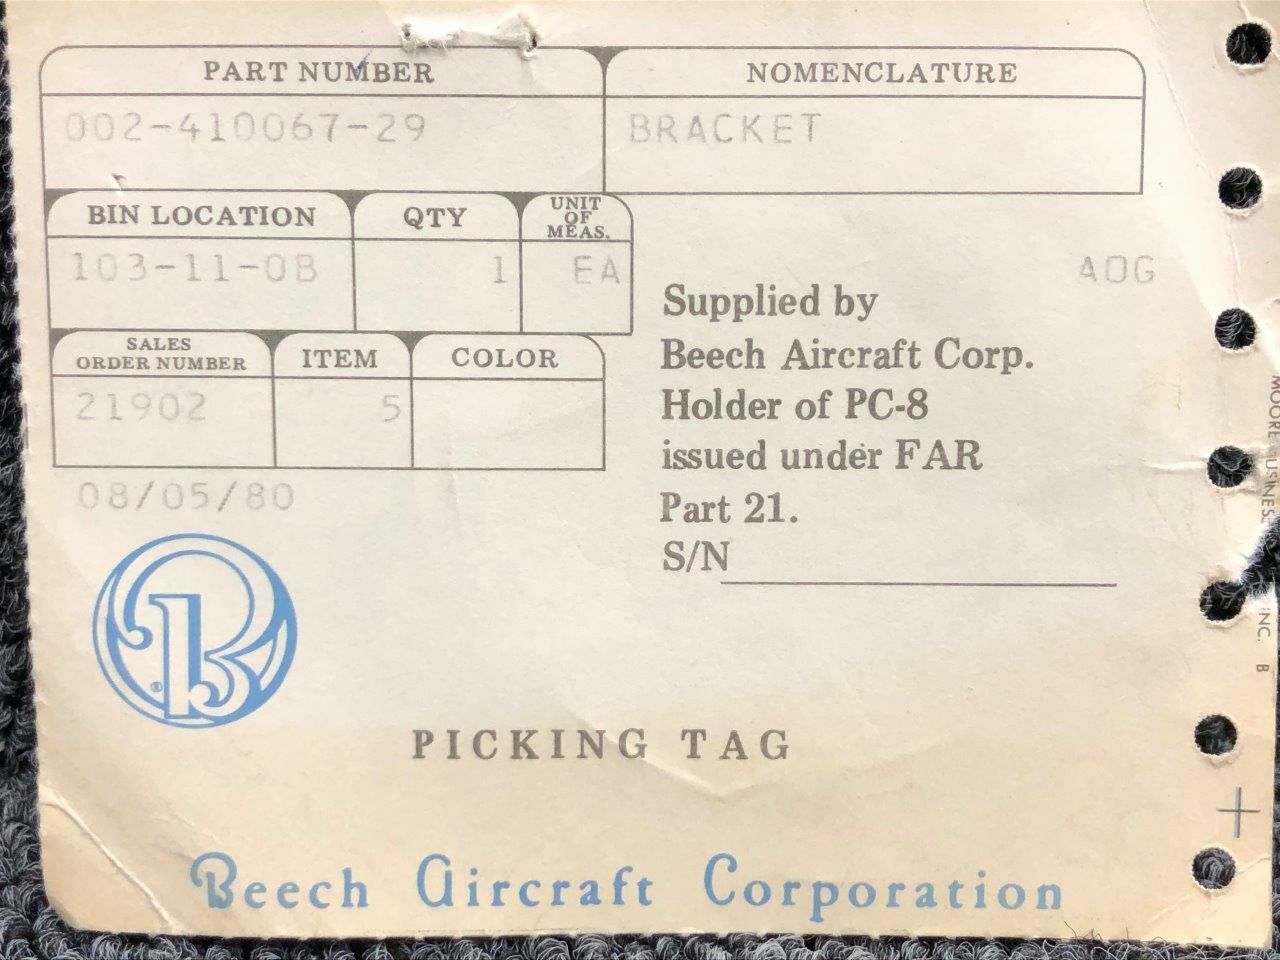 PART NUMBER
NOMENCLATURE
002-410067-29
BRACKET
BIN LOCATION
QTY
UNIT
OF
MEAS.
103-11-0B
1
EA
AOG
SALES
ORDER NUMBER
ITEM
COLOR
21902
5
08/05/80
Supplied by
Beech Aircraft Corp.
Holder of PC-8
issued under FAR
Part 21.
S/N
B
®
PICKING TAG
Beech Aircraft Corporation
MOORE
INC. B